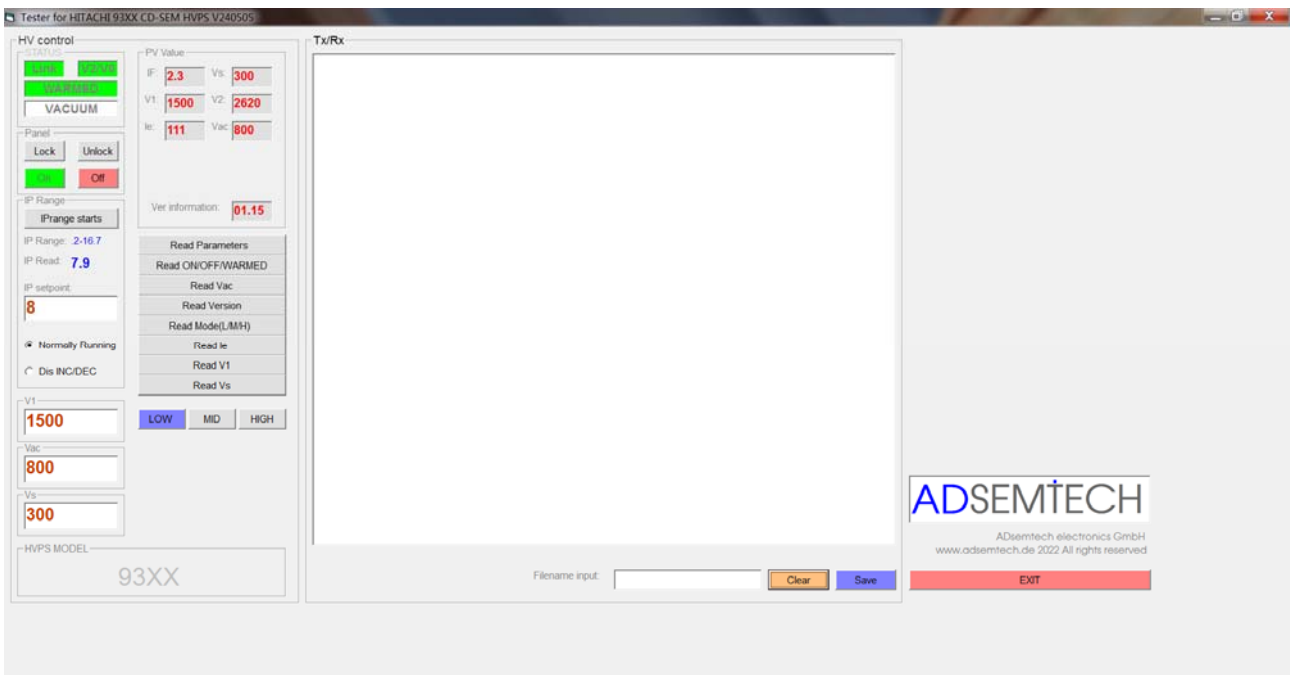 Tester for HITACHI 93XX CD-SEM HVPS V240505
HV control
STATUS
Link V2/V0
WARMED
VACUUM
Panel
Lock Unlock
On Off
IP Range
IPrange starts
IP Range: .2-16.7
IP Read: 7.9
IP setpoint:
8
Normally Running
Dis INC/DEC
V1
1500
Vac
800
Vs
300
HVPS MODEL
93XX
PV Value
IF: 2.3 Vs: 300
V1: 1500 V2: 2620
Ie: 111 Vac: 800
Ver information: 01.15
Read Parameters
Read ON/OFF/WARMED
Read Vac
Read Version
Read Mode(L/M/H)
Read Ie
Read V1
Read Vs
LOW MID HIGH
Tx/Rx
Filename input: Clear Save
ADSEMTECH
ADsemtech electronics GmbH
www.adsemtech.de 2022 All rights reserved
EXIT